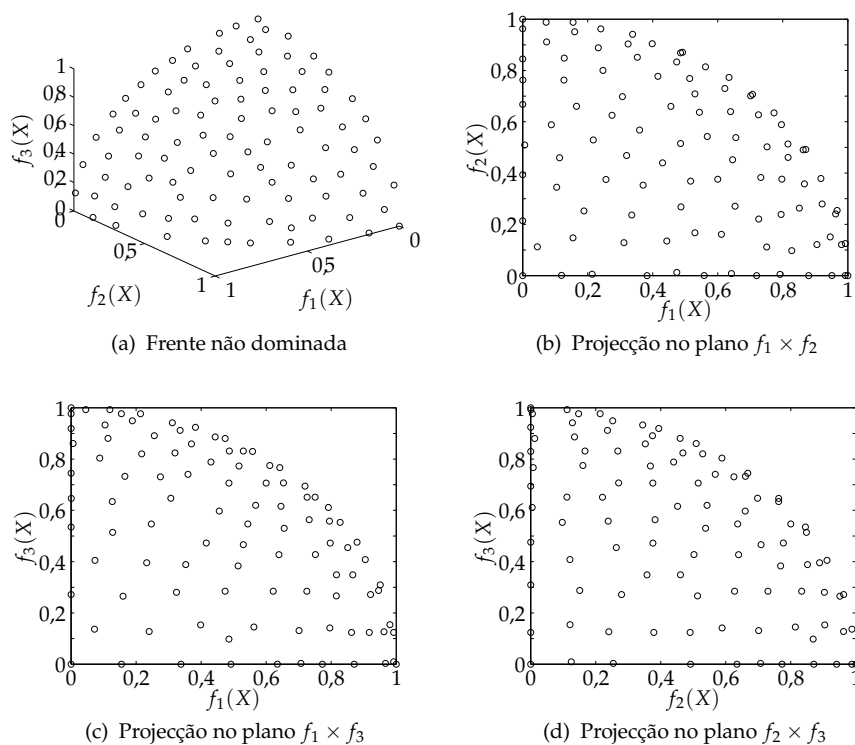 1
0,8
0,6
0,4
0,2
0
f₃(X)
0
0,5
1
f₂(X)
1
0,5
0
f₁(X)
(a) Frente não dominada
1
0,8
0,6
0,4
0,2
0
f₂(X)
0 0,2 0,4 0,6 0,8 1
f₁(X)
(b) Projecção no plano f₁ × f₂
1
0,8
0,6
0,4
0,2
0
f₃(X)
0 0,2 0,4 0,6 0,8 1
f₁(X)
(c) Projecção no plano f₁ × f₃
1
0,8
0,6
0,4
0,2
0
f₃(X)
0 0,2 0,4 0,6 0,8 1
f₂(X)
(d) Projecção no plano f₂ × f₃